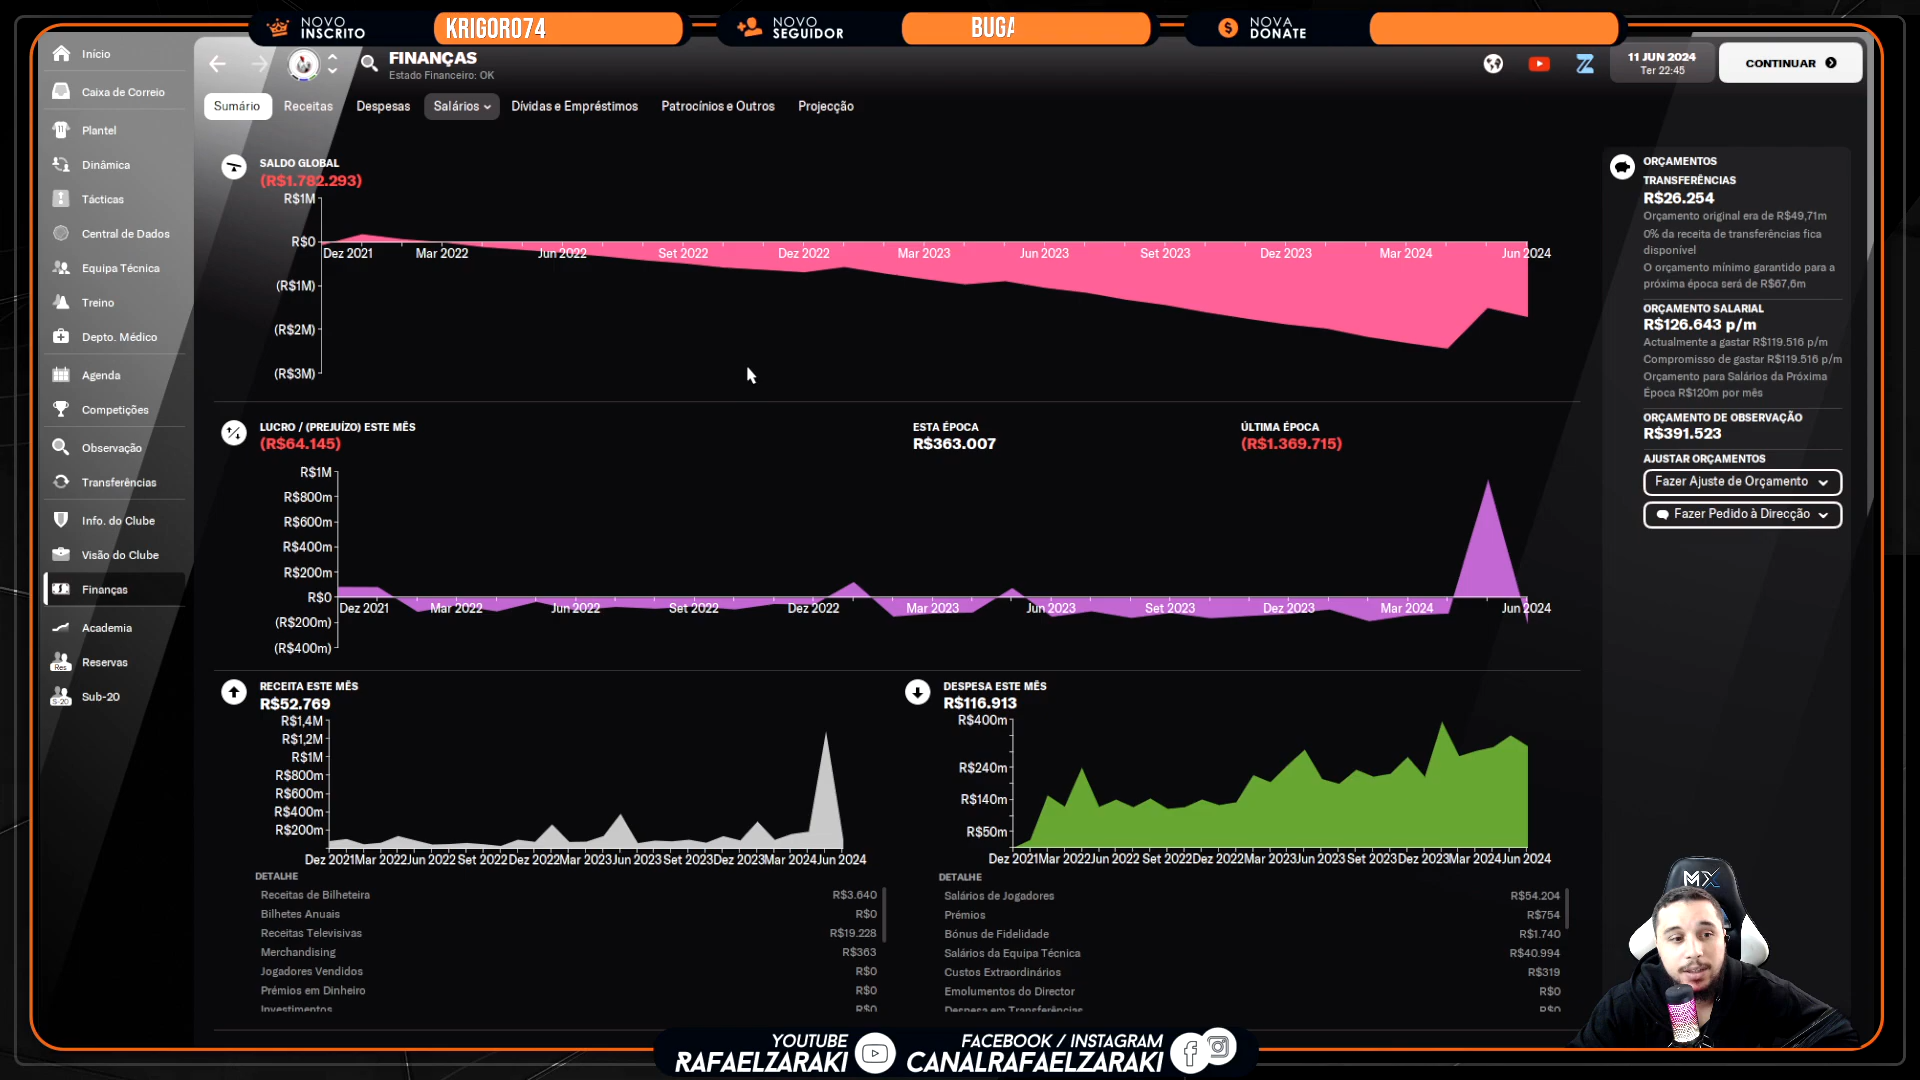 NOVO INSCRITO
KRIGORO74
NOVO SEGUIDOR
BUGA
NOVA DONATE
Início
Caixa de Correio
Plantel
Dinâmica
Tácticas
Central de Dados
Equipa Técnica
Treino
Depto. Médico
Agenda
Competições
Observação
Transferências
Info. do Clube
Visão do Clube
Finanças
Academia
Res
Reservas
S-20
Sub-20
FINANÇAS
Estado Financeiro: OK
11 JUN 2024
Ter 22:45
CONTINUAR
Sumário
Receitas
Despesas
Salários
Dívidas e Empréstimos
Patrocínios e Outros
Projecção
SALDO GLOBAL
(R$1.782.293)
R$1M
R$0
(R$1M)
(R$2M)
(R$3M)
Dez 2021 Mar 2022 Jun 2022 Set 2022 Dez 2022 Mar 2023 Jun 2023 Set 2023 Dez 2023 Mar 2024 Jun 2024
LUCRO / (PREJUÍZO) ESTE MÊS
(R$64.145)
ESTA ÉPOCA
R$363.007
ÚLTIMA ÉPOCA
(R$1.369.715)
R$1M
R$800m
R$600m
R$400m
R$200m
R$0
(R$200m)
(R$400m)
Dez 2021 Mar 2022 Jun 2022 Set 2022 Dez 2022 Mar 2023 Jun 2023 Set 2023 Dez 2023 Mar 2024 Jun 2024
RECEITA ESTE MÊS
R$52.769
R$1,4M
R$1,2M
R$1M
R$800m
R$600m
R$400m
R$200m
Dez 2021 Mar 2022 Jun 2022 Set 2022 Dez 2022 Mar 2023 Jun 2023 Set 2023 Dez 2023 Mar 2024 Jun 2024
DETALHE
Receitas de Bilheteira R$3.640
Bilhetes Anuais R$0
Receitas Televisivas R$19.228
Merchandising R$363
Jogadores Vendidos R$0
Prémios em Dinheiro R$0
Investimentos R$0
DESPESA ESTE MÊS
R$116.913
R$400m
R$240m
R$140m
R$50m
Dez 2021 Mar 2022 Jun 2022 Set 2022 Dez 2022 Mar 2023 Jun 2023 Set 2023 Dez 2023 Mar 2024 Jun 2024
DETALHE
Salários de Jogadores R$54.204
Prémios R$754
Bónus de Fidelidade R$1.740
Salários da Equipa Técnica R$40.994
Custos Extraordinários R$319
Emolumentos do Director R$0
Despesa em Transferências R$0
ORÇAMENTOS
TRANSFERÊNCIAS
R$26.254
Orçamento original era de R$49,71m
0% da receita de transferências fica
disponível
O orçamento mínimo garantido para a
próxima época será de R$67,6m
ORÇAMENTO SALARIAL
R$126.643 p/m
Actualmente a gastar R$119.516 p/m
Compromisso de gastar R$119.516 p/m
Orçamento para Salários da Próxima
Época R$120m por mês
ORÇAMENTO DE OBSERVAÇÃO
R$391.523
AJUSTAR ORÇAMENTOS
Fazer Ajuste de Orçamento
Fazer Pedido à Direcção
MX
YOUTUBE
RAFAELZARAKI
FACEBOOK / INSTAGRAM
CANALRAFAELZARAKI